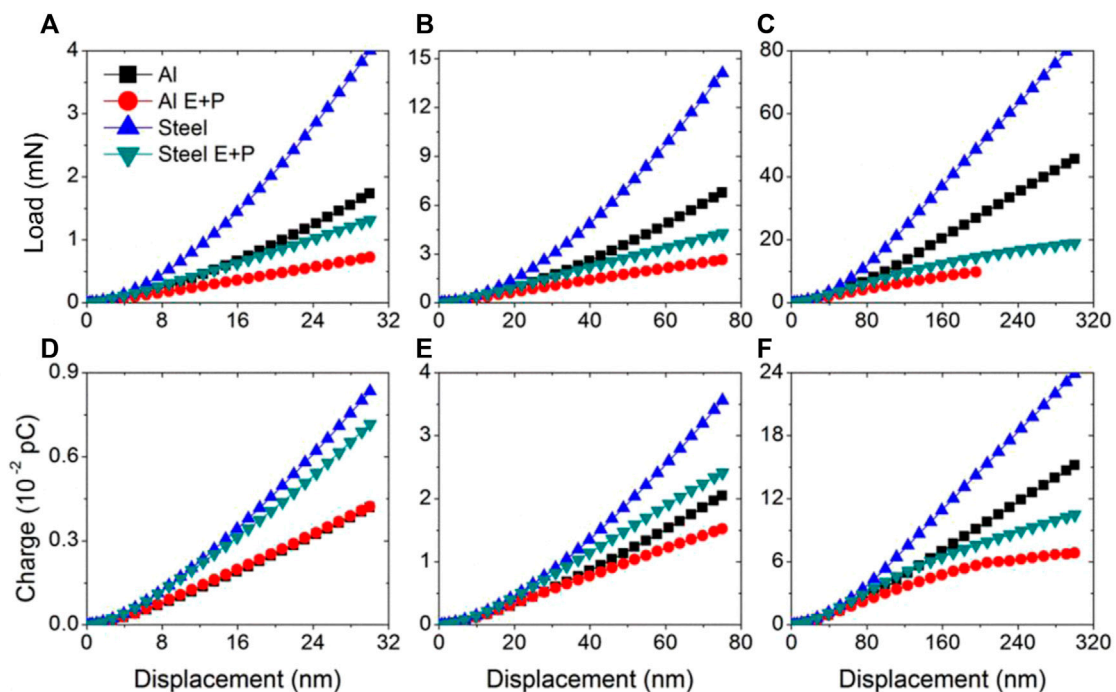 A
B
C
Load (mN)
4
3
2
1
0
Al
Al E+P
Steel
Steel E+P
0 8 16 24 32
15
12
9
6
3
0
0 20 40 60 80
80
60
40
20
0
0 80 160 240 320
D
E
F
Charge (10⁻² pC)
0.9
0.6
0.3
0.0
0 8 16 24 32
Displacement (nm)
4
3
2
1
0
0 20 40 60 80
Displacement (nm)
24
18
12
6
0
0 80 160 240 320
Displacement (nm)